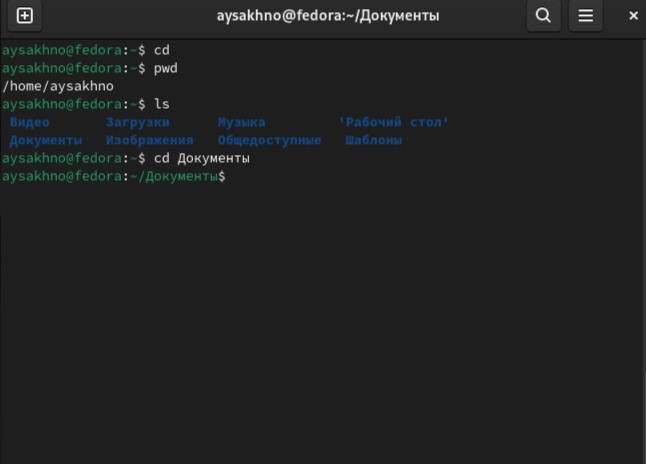 aysakhno@fedora:~/Документы
aysakhno@fedora:~$ cd
aysakhno@fedora:~$ pwd
/home/aysakhno
aysakhno@fedora:~$ ls
Видео Загрузки Музыка 'Рабочий стол'
Документы Изображения Общедоступные Шаблоны
aysakhno@fedora:~$ cd Документы
aysakhno@fedora:~/Документы$